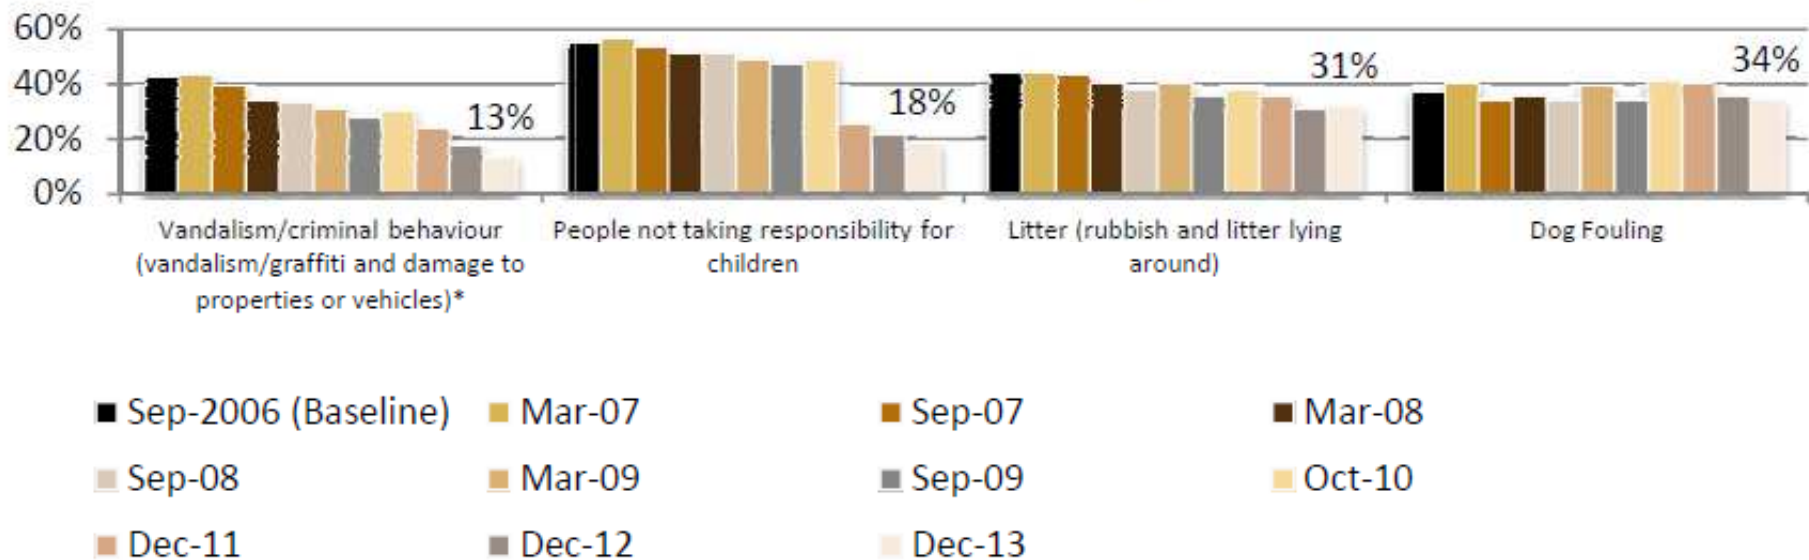 60%
40%
20%
0%
13%
18%
31%
34%
Vandalism/criminal behaviour
(vandalism/graffiti and damage to
properties or vehicles)*
People not taking responsibility for
children
Litter (rubbish and litter lying
around)
Dog Fouling
Sep-2006 (Baseline)
Mar-07
Sep-07
Mar-08
Sep-08
Mar-09
Sep-09
Oct-10
Dec-11
Dec-12
Dec-13